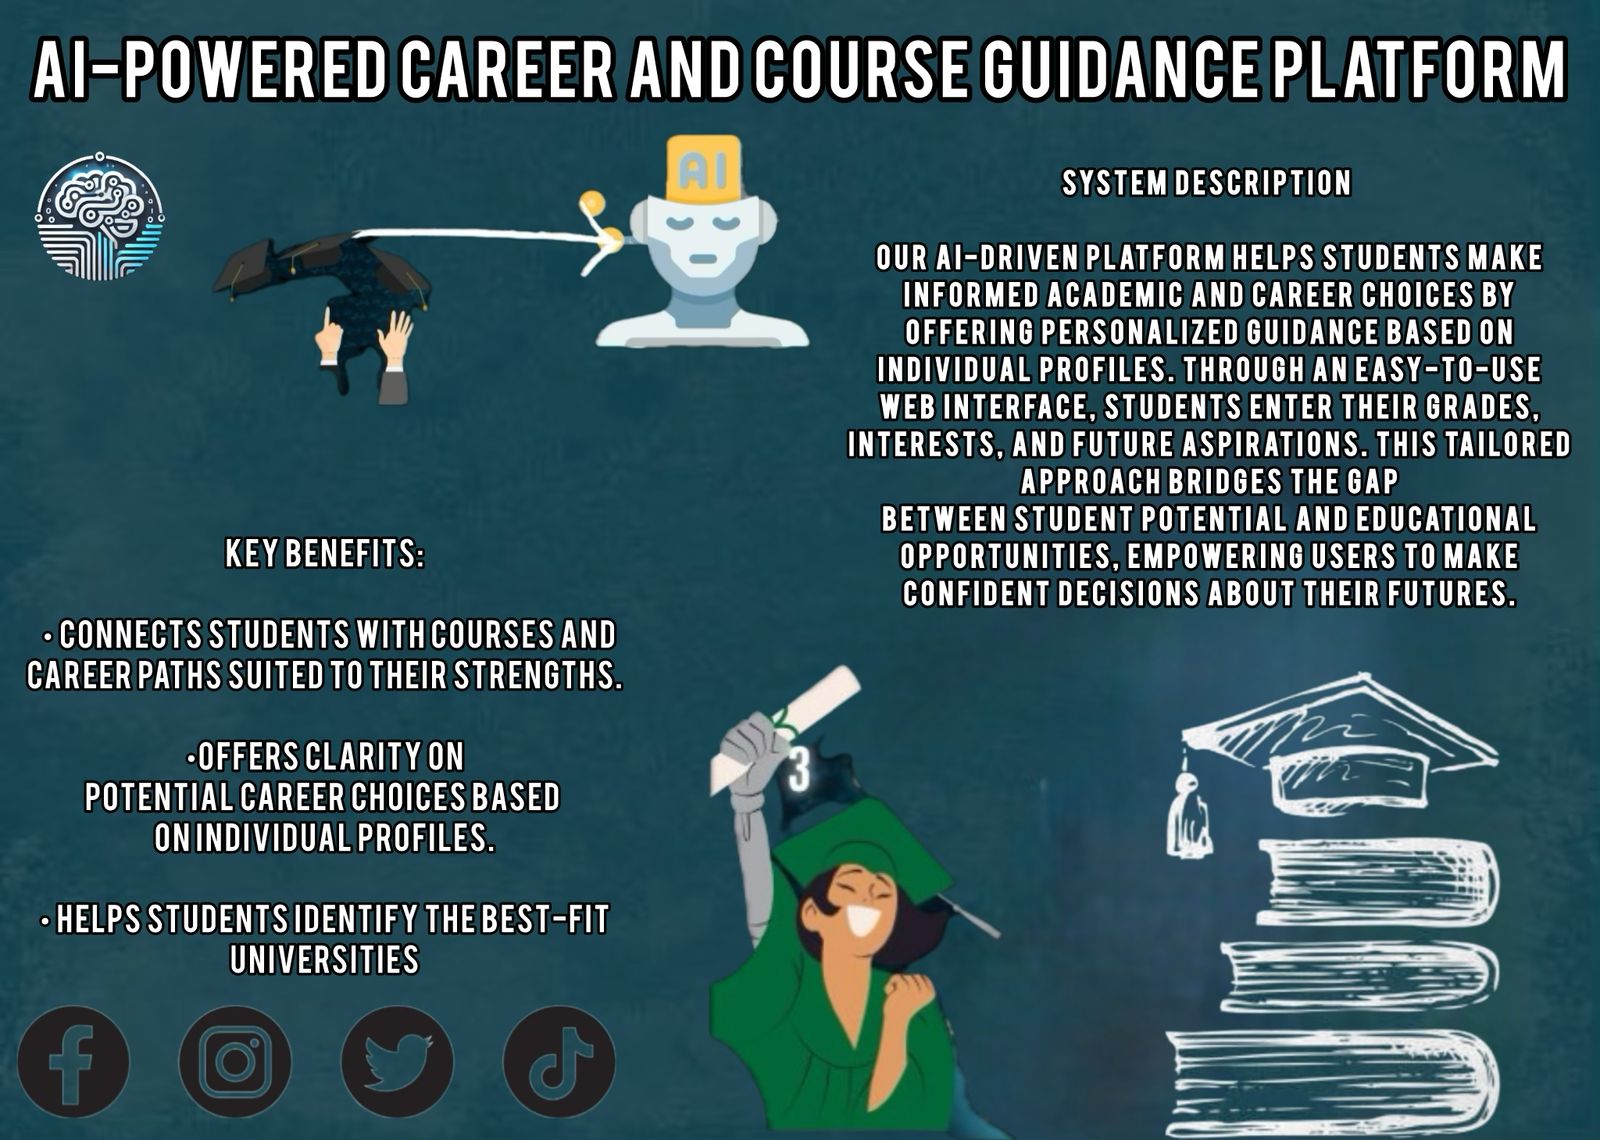 AI-POWERED CAREER AND COURSE GUIDANCE PLATFORM
AI
SYSTEM DESCRIPTION
OUR AI-DRIVEN PLATFORM HELPS STUDENTS MAKE
INFORMED ACADEMIC AND CAREER CHOICES BY
OFFERING PERSONALIZED GUIDANCE BASED ON
INDIVIDUAL PROFILES. THROUGH AN EASY-TO-USE
WEB INTERFACE, STUDENTS ENTER THEIR GRADES,
INTERESTS, AND FUTURE ASPIRATIONS. THIS TAILORED
APPROACH BRIDGES THE GAP
BETWEEN STUDENT POTENTIAL AND EDUCATIONAL
OPPORTUNITIES, EMPOWERING USERS TO MAKE
CONFIDENT DECISIONS ABOUT THEIR FUTURES.
KEY BENEFITS:
• CONNECTS STUDENTS WITH COURSES AND
CAREER PATHS SUITED TO THEIR STRENGTHS.
•OFFERS CLARITY ON
POTENTIAL CAREER CHOICES BASED
ON INDIVIDUAL PROFILES.
• HELPS STUDENTS IDENTIFY THE BEST-FIT
UNIVERSITIES
3